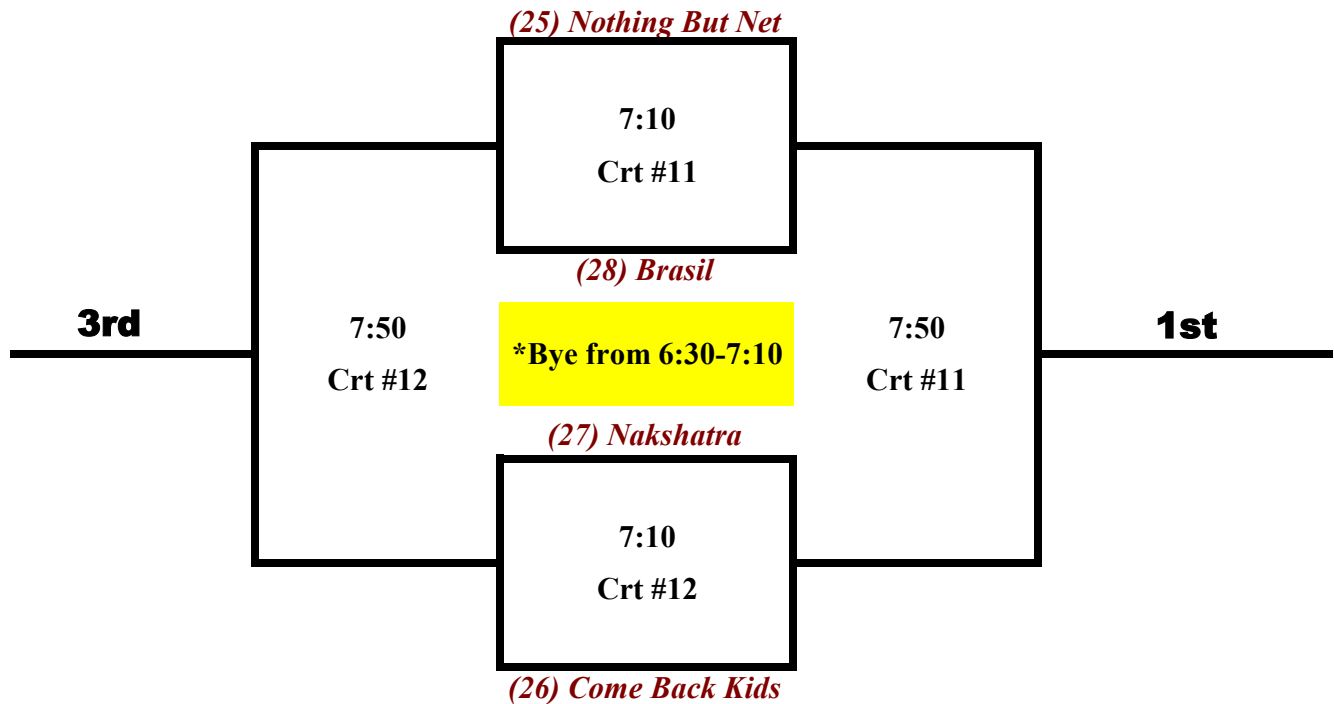 (25) Nothing But Net
7:10
Crt #11
(28) Brasil
3rd
7:50
Crt #12
*Bye from 6:30-7:10
7:50
Crt #11
1st
(27) Nakshatra
7:10
Crt #12
(26) Come Back Kids